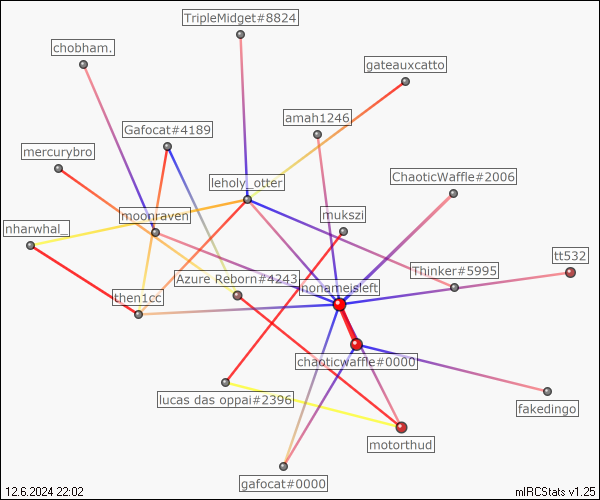 TripleMidget#8824
chobham.
gateauxcatto
amah1246
Gafocat#4189
mercurybro
leholy_otter
ChaoticWaffle#2006
moonraven
mukszi
nharwhal_
tt532
Azure Reborn#4243
nonameisleft
Thinker#5995
then1cc
chaoticwaffle#0000
lucas das oppai#2396
fakedingo
motorthud
gafocat#0000
12.6.2024 22:02
mIRCStats v1.25